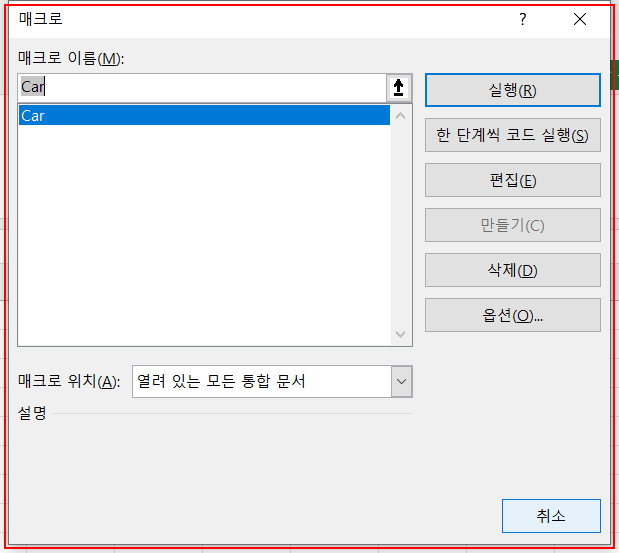 매크로
?
매크로 이름(M):
Car
실행(R)
Car
한 단계씩 코드 실행(S)
편집(E)
만들기(C)
삭제(D)
옵션(O)...
매크로 위치(A):
열려 있는 모든 통합 문서
설명
취소